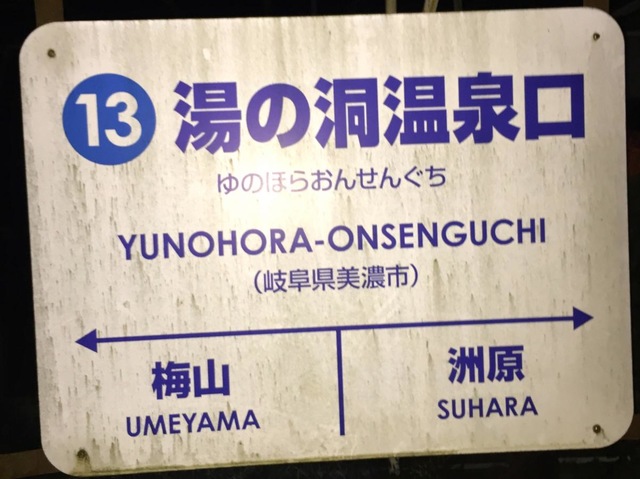 13 湯の洞温泉口
ゆのほらおんせんぐち
YUNOHORA-ONSENGUCHI
(岐阜県美濃市)
梅山 洲原
UMEYAMA SUHARA